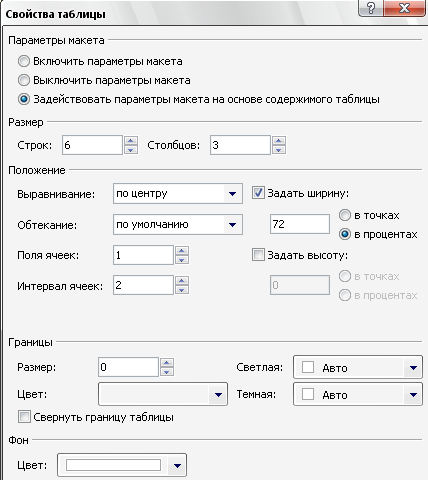 Свойства таблицы
Параметры макета
Включить параметры макета
Выключить параметры макета
Задействовать параметры макета на основе содержимого таблицы
Размер
Строк: 6 Столбцов: 3
Положение
Выравнивание: по центру Задать ширину:
Обтекание: по умолчанию 72 в точках
в процентах
Поля ячеек: 1 Задать высоту:
Интервал ячеек: 2 0 в точках
в процентах
Границы
Размер: 0 Светлая: Авто
Цвет: Темная: Авто
Свернуть границу таблицы
Фон
Цвет: